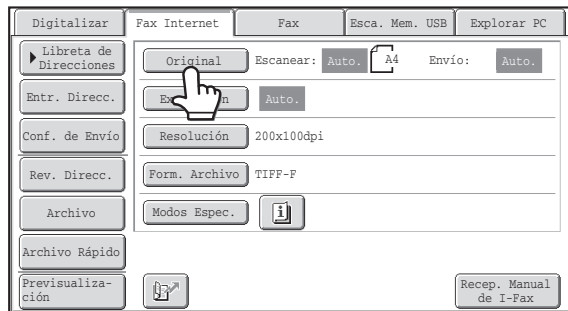 Digitalizar
Fax Internet
Fax
Esca. Mem. USB
Explorar PC
Libreta de
Direcciones
Original
Escanear:
Auto.
A4
Envío:
Auto.
Entr. Direcc.
Auto.
Conf. de Envío
Resolución
200x100dpi
Rev. Direcc.
Form. Archivo
TIFF-F
Archivo
Modos Espec.
Archivo Rápido
Previsualiza-
ción
Recep. Manual
de I-Fax